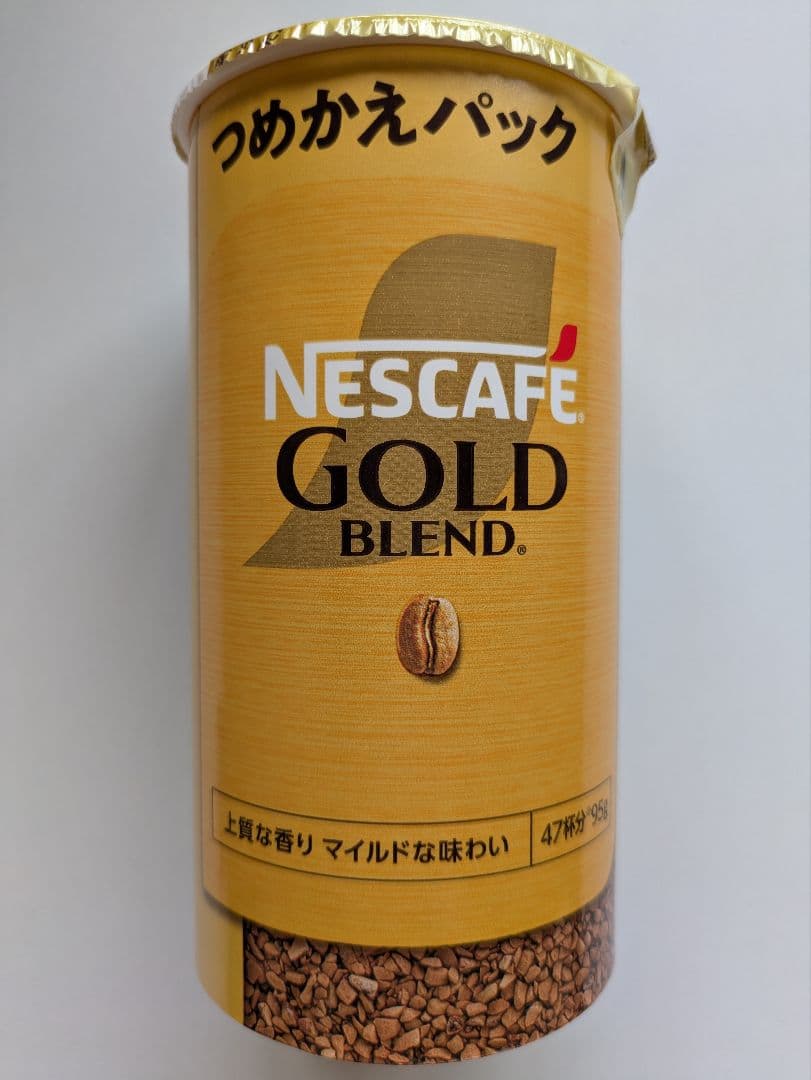 つめかえパック
NESCAFÉ®
GOLD
BLEND®
上質な香り マイルドな味わい
47杯分*95g